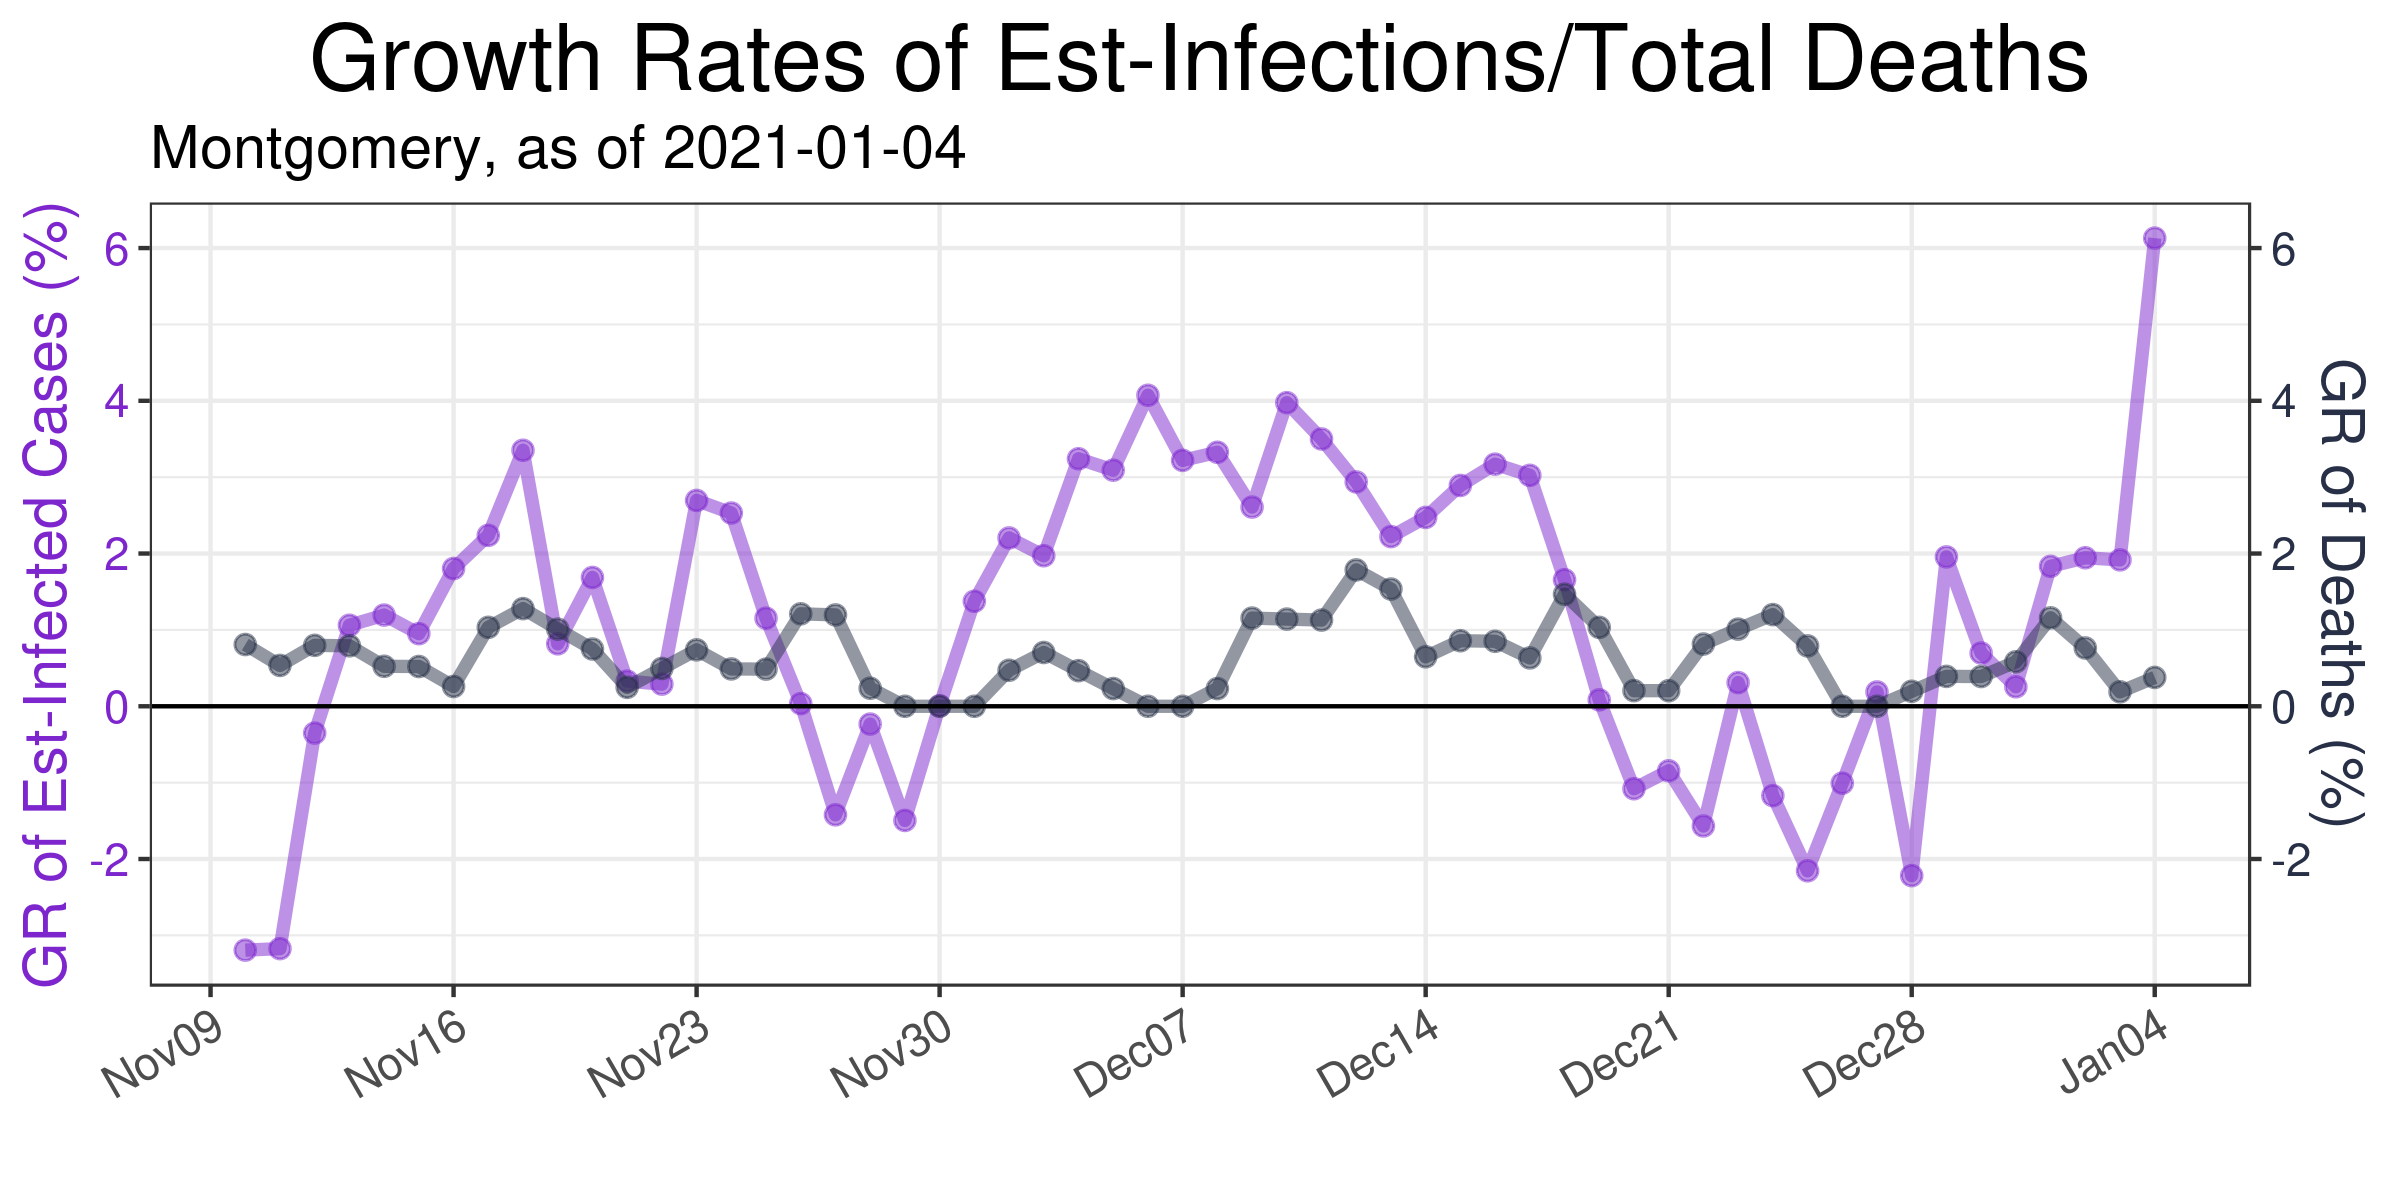 Growth Rates of Est-Infections/Total Deaths
Montgomery, as of 2021-01-04
GR of Est-Infected Cases (%)
6
4
2
0
-2
6
4
2
0
-2
GR of Deaths (%)
Nov09
Nov16
Nov23
Nov30
Dec07
Dec14
Dec21
Dec28
Jan04